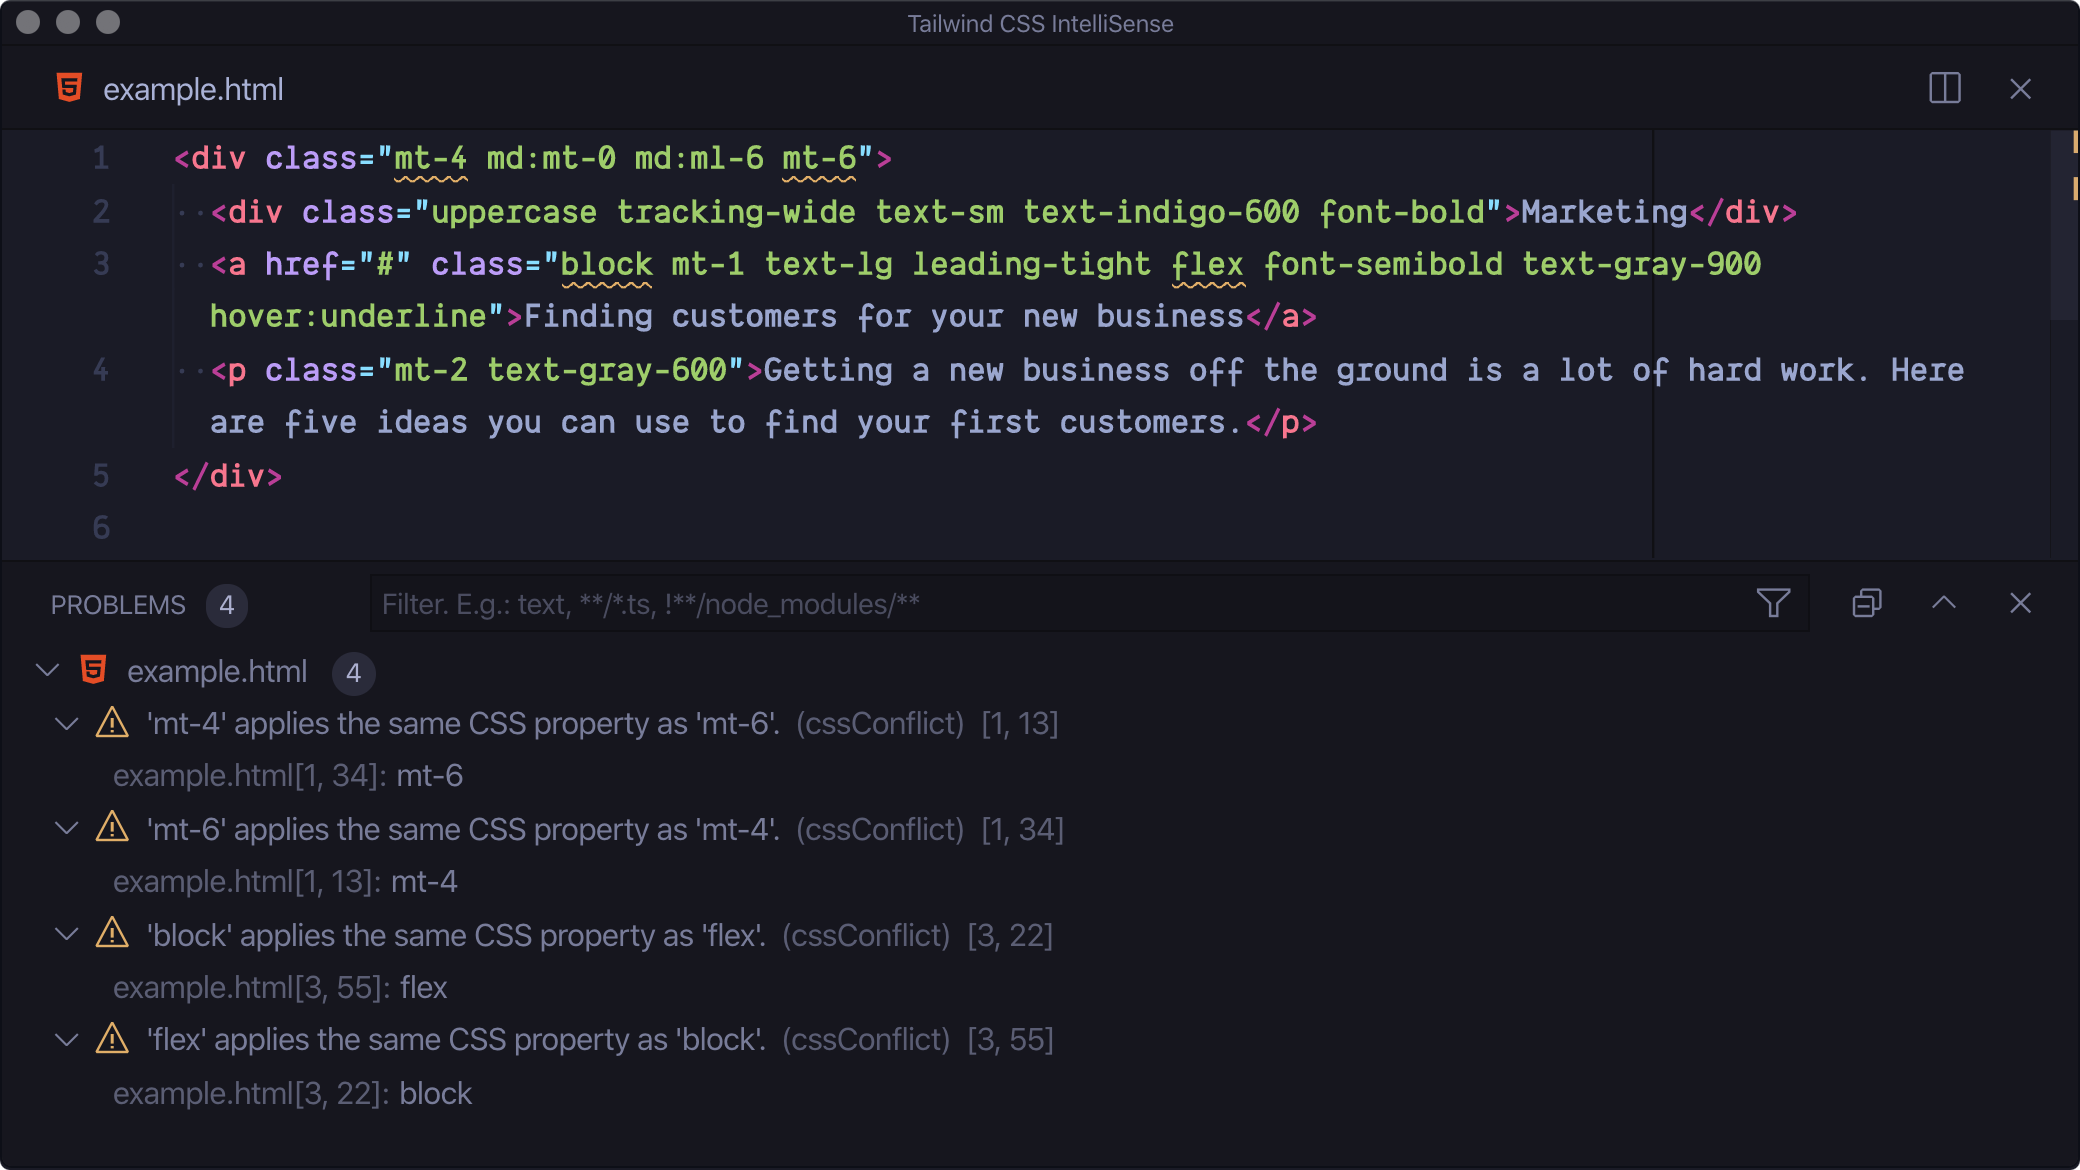 Tailwind CSS IntelliSense
example.html
1 <div class="mt-4 md:mt-0 md:ml-6 mt-6">
2 ··<div class="uppercase tracking-wide text-sm text-indigo-600 font-bold">Marketing</div>
3 ··<a href="#" class="block mt-1 text-lg leading-tight flex font-semibold text-gray-900
hover:underline">Finding customers for your new business</a>
4 ··<p class="mt-2 text-gray-600">Getting a new business off the ground is a lot of hard work. Here
are five ideas you can use to find your first customers.</p>
5 </div>
6
PROBLEMS 4 Filter. E.g.: text, **/*.ts, !**/node_modules/**
example.html 4
'mt-4' applies the same CSS property as 'mt-6'. (cssConflict) [1, 13]
example.html[1, 34]: mt-6
'mt-6' applies the same CSS property as 'mt-4'. (cssConflict) [1, 34]
example.html[1, 13]: mt-4
'block' applies the same CSS property as 'flex'. (cssConflict) [3, 22]
example.html[3, 55]: flex
'flex' applies the same CSS property as 'block'. (cssConflict) [3, 55]
example.html[3, 22]: block